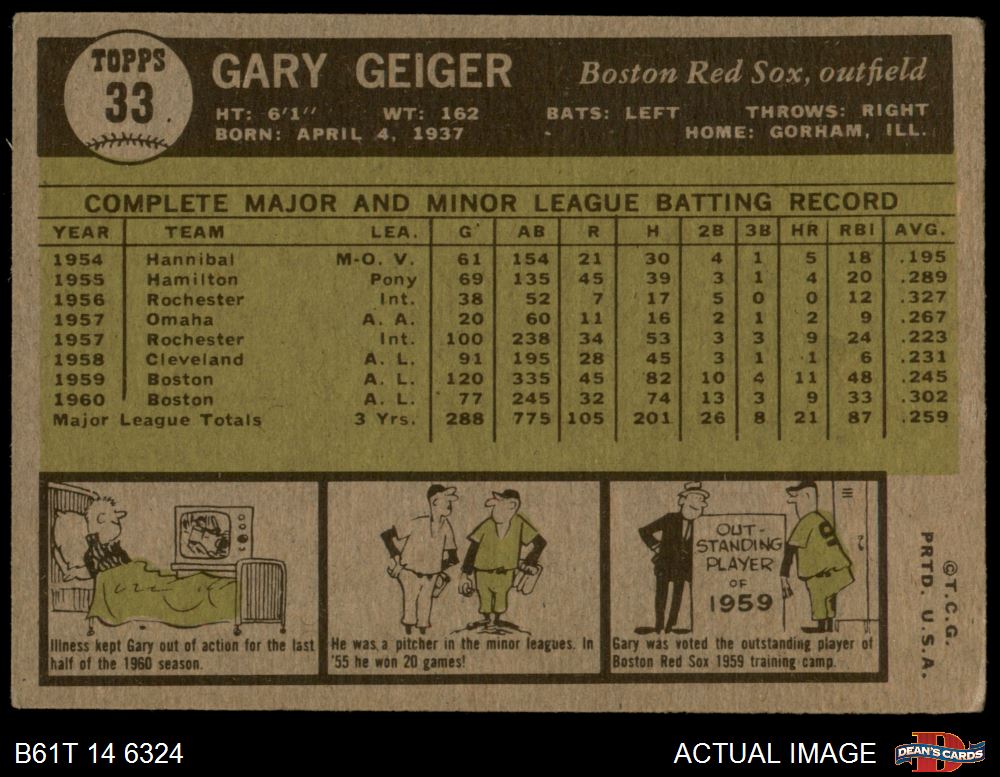 TOPPS
33
GARY GEIGER
Boston Red Sox, outfield
HT: 6'1" WT: 162 BATS: LEFT THROWS: RIGHT
BORN: APRIL 4, 1937 HOME: GORHAM, ILL.
COMPLETE MAJOR AND MINOR LEAGUE BATTING RECORD
YEAR TEAM LEA. G AB R H 2B 3B HR RBI AVG.
1954 Hannibal M-O. V. 61 154 21 30 4 1 5 18 .195
1955 Hamilton Pony 69 135 45 39 3 1 4 20 .289
1956 Rochester Int. 38 52 7 17 5 0 0 12 .327
1957 Omaha A. A. 20 60 11 16 2 1 2 9 .267
1957 Rochester Int. 100 238 34 53 3 3 9 24 .223
1958 Cleveland A. L. 91 195 28 45 3 1 1 6 .231
1959 Boston A. L. 120 335 45 82 10 4 11 48 .245
1960 Boston A. L. 77 245 32 74 13 3 9 33 .302
Major League Totals 3 Yrs. 288 775 105 201 26 8 21 87 .259
Illness kept Gary out of action for the last
half of the 1960 season.
He was a pitcher in the minor leagues. In
'55 he won 20 games!
OUT-
STANDING
PLAYER
OF
1959
Gary was voted the outstanding player of
Boston Red Sox 1959 training camp.
©T.C.G.
PRTD. U.S.A.
B61T 14 6324
ACTUAL IMAGE
DEAN'S CARDS